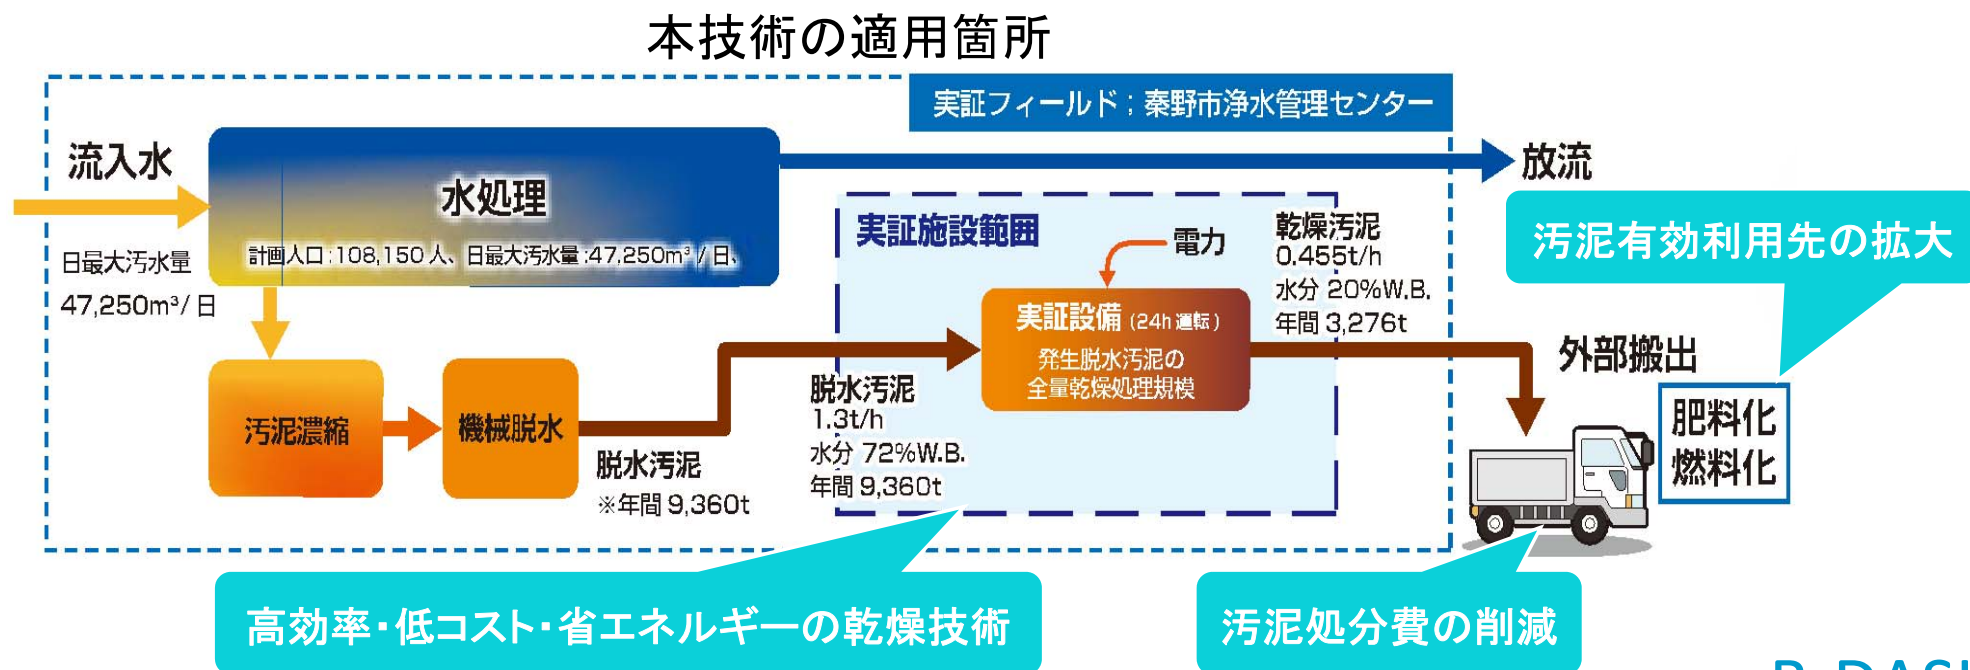 本技術の適用箇所
実証フィールド；秦野市浄水管理センター
流入水
日最大汚水量
47,250m³/日
水処理
計画人口:108,150人、日最大汚水量:47,250m³/日、
放流
汚泥有効利用先の拡大
実証施設範囲
電力
乾燥汚泥
0.455t/h
水分 20%W.B.
年間 3,276t
実証設備 (24h運転)
発生脱水汚泥の
全量乾燥処理規模
汚泥濃縮
機械脱水
脱水汚泥
※年間 9,360t
脱水汚泥
1.3t/h
水分 72%W.B.
年間 9,360t
外部搬出
肥料化
燃料化
高効率・低コスト・省エネルギーの乾燥技術
汚泥処分費の削減